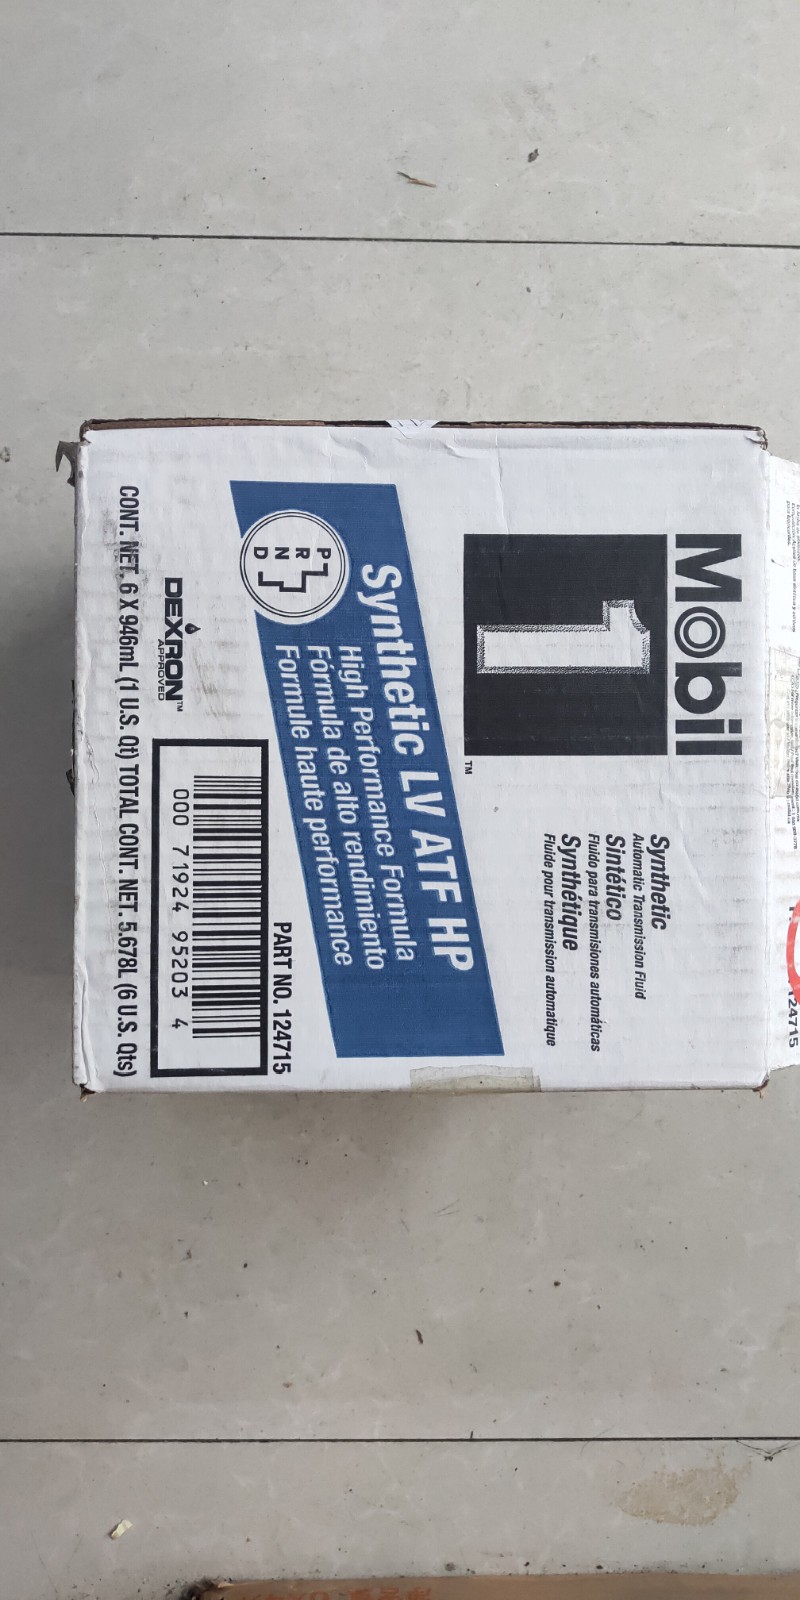 Mobil
1
™
Synthetic
Automatic Transmission Fluid
Sintético
Fluido para transmisiones automáticas
Synthétique
Fluide pour transmission automatique
Synthetic LV ATF HP
High Performance Formula
Fórmula de alto rendimiento
Formule haute performance
P
R
N
D
DEXRON™
APPROVED
PART NO. 124715
000 71924 95203 4
CONT. NET. 6 X 946mL (1 U.S. Qt) TOTAL CONT. NET. 5.678L (6 U.S. Qts)
124715